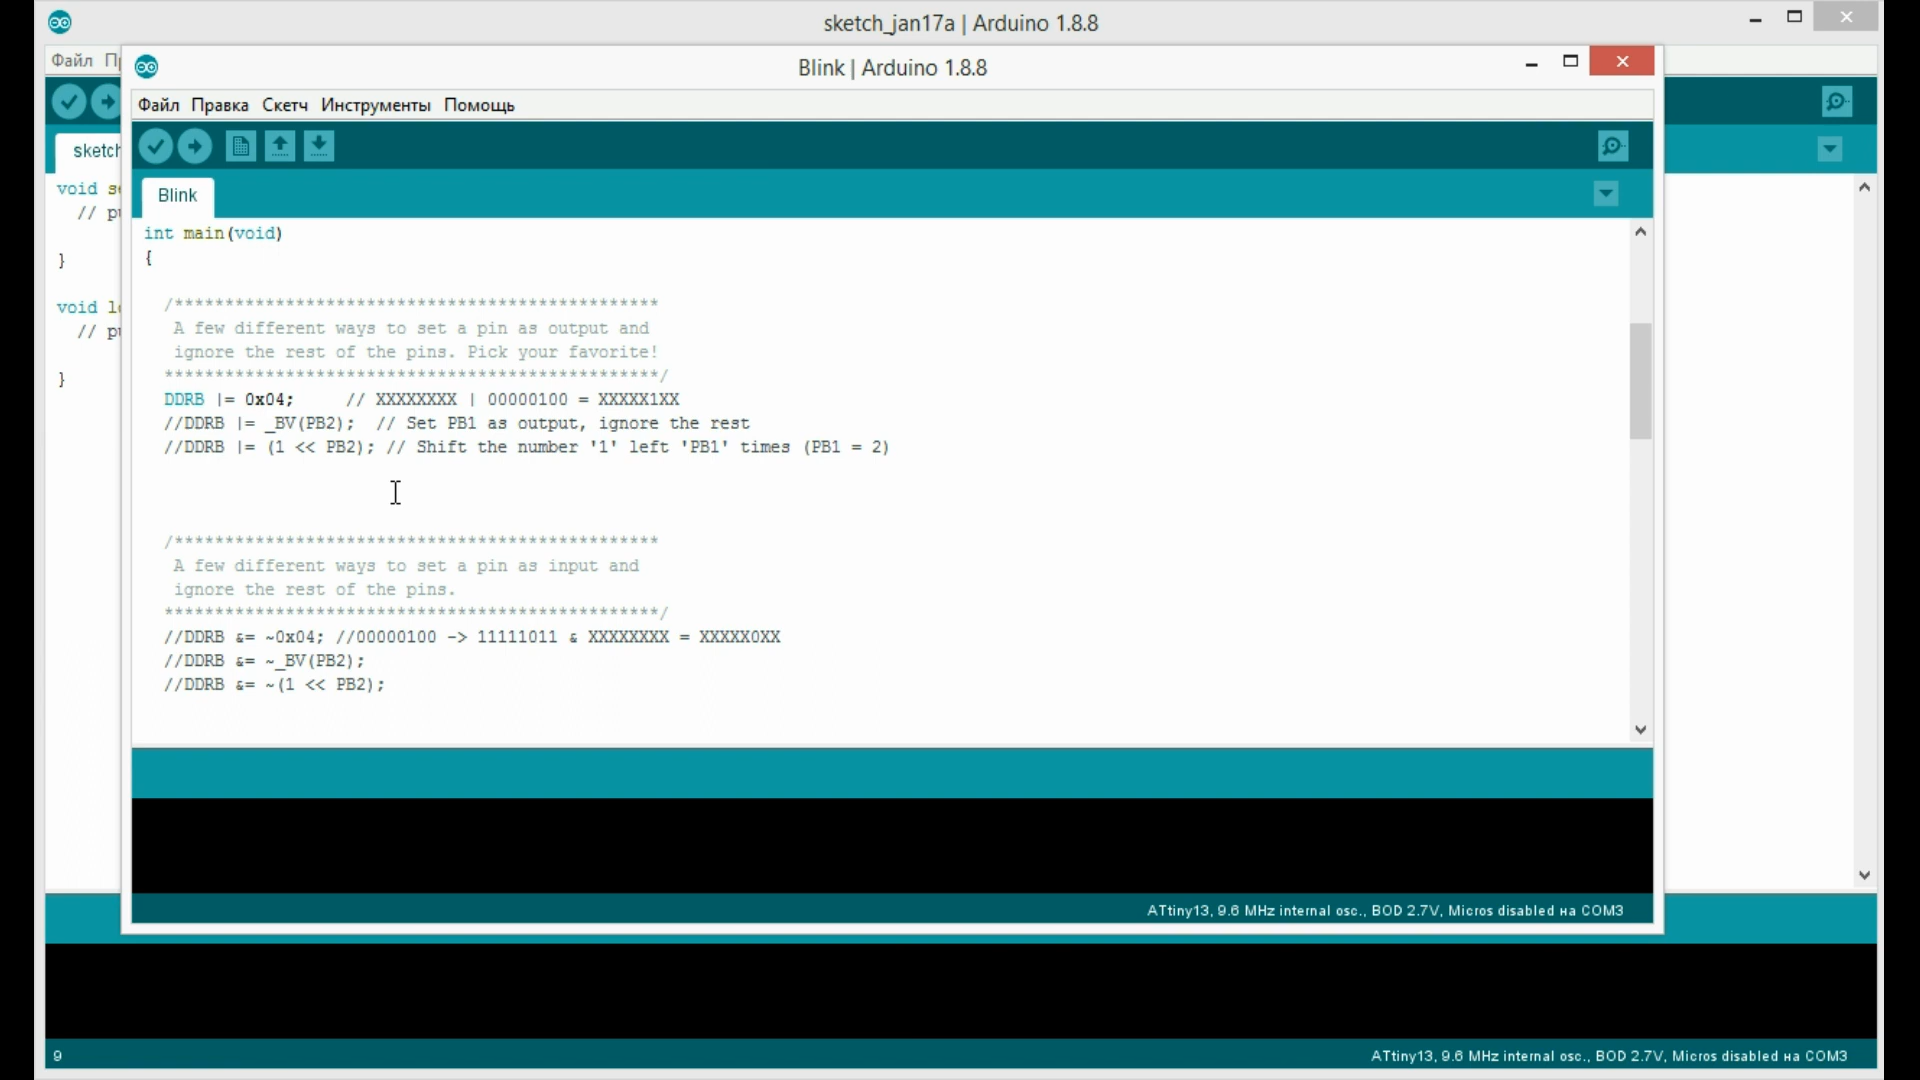 sketch_jan17a | Arduino 1.8.8
Файл
Blink | Arduino 1.8.8
Файл Правка Скетч Инструменты Помощь
sketch
Blink
void
//
}
void
//
}
int main(void)
{
/************************************************
A few different ways to set a pin as output and
ignore the rest of the pins. Pick your favorite!
*************************************************/
DDRB |= 0x04; // XXXXXXXX | 00000100 = XXXXX1XX
//DDRB |= _BV(PB2); // Set PB1 as output, ignore the rest
//DDRB |= (1 << PB2); // Shift the number '1' left 'PB1' times (PB1 = 2)
/************************************************
A few different ways to set a pin as input and
ignore the rest of the pins.
*************************************************/
//DDRB &= ~0x04; //00000100 -> 11111011 & XXXXXXXX = XXXXX0XX
//DDRB &= ~_BV(PB2);
//DDRB &= ~(1 << PB2);
ATtiny13, 9.6 MHz internal osc., BOD 2.7V, Micros disabled на COM3
9
ATtiny13, 9.6 MHz internal osc., BOD 2.7V, Micros disabled на COM3